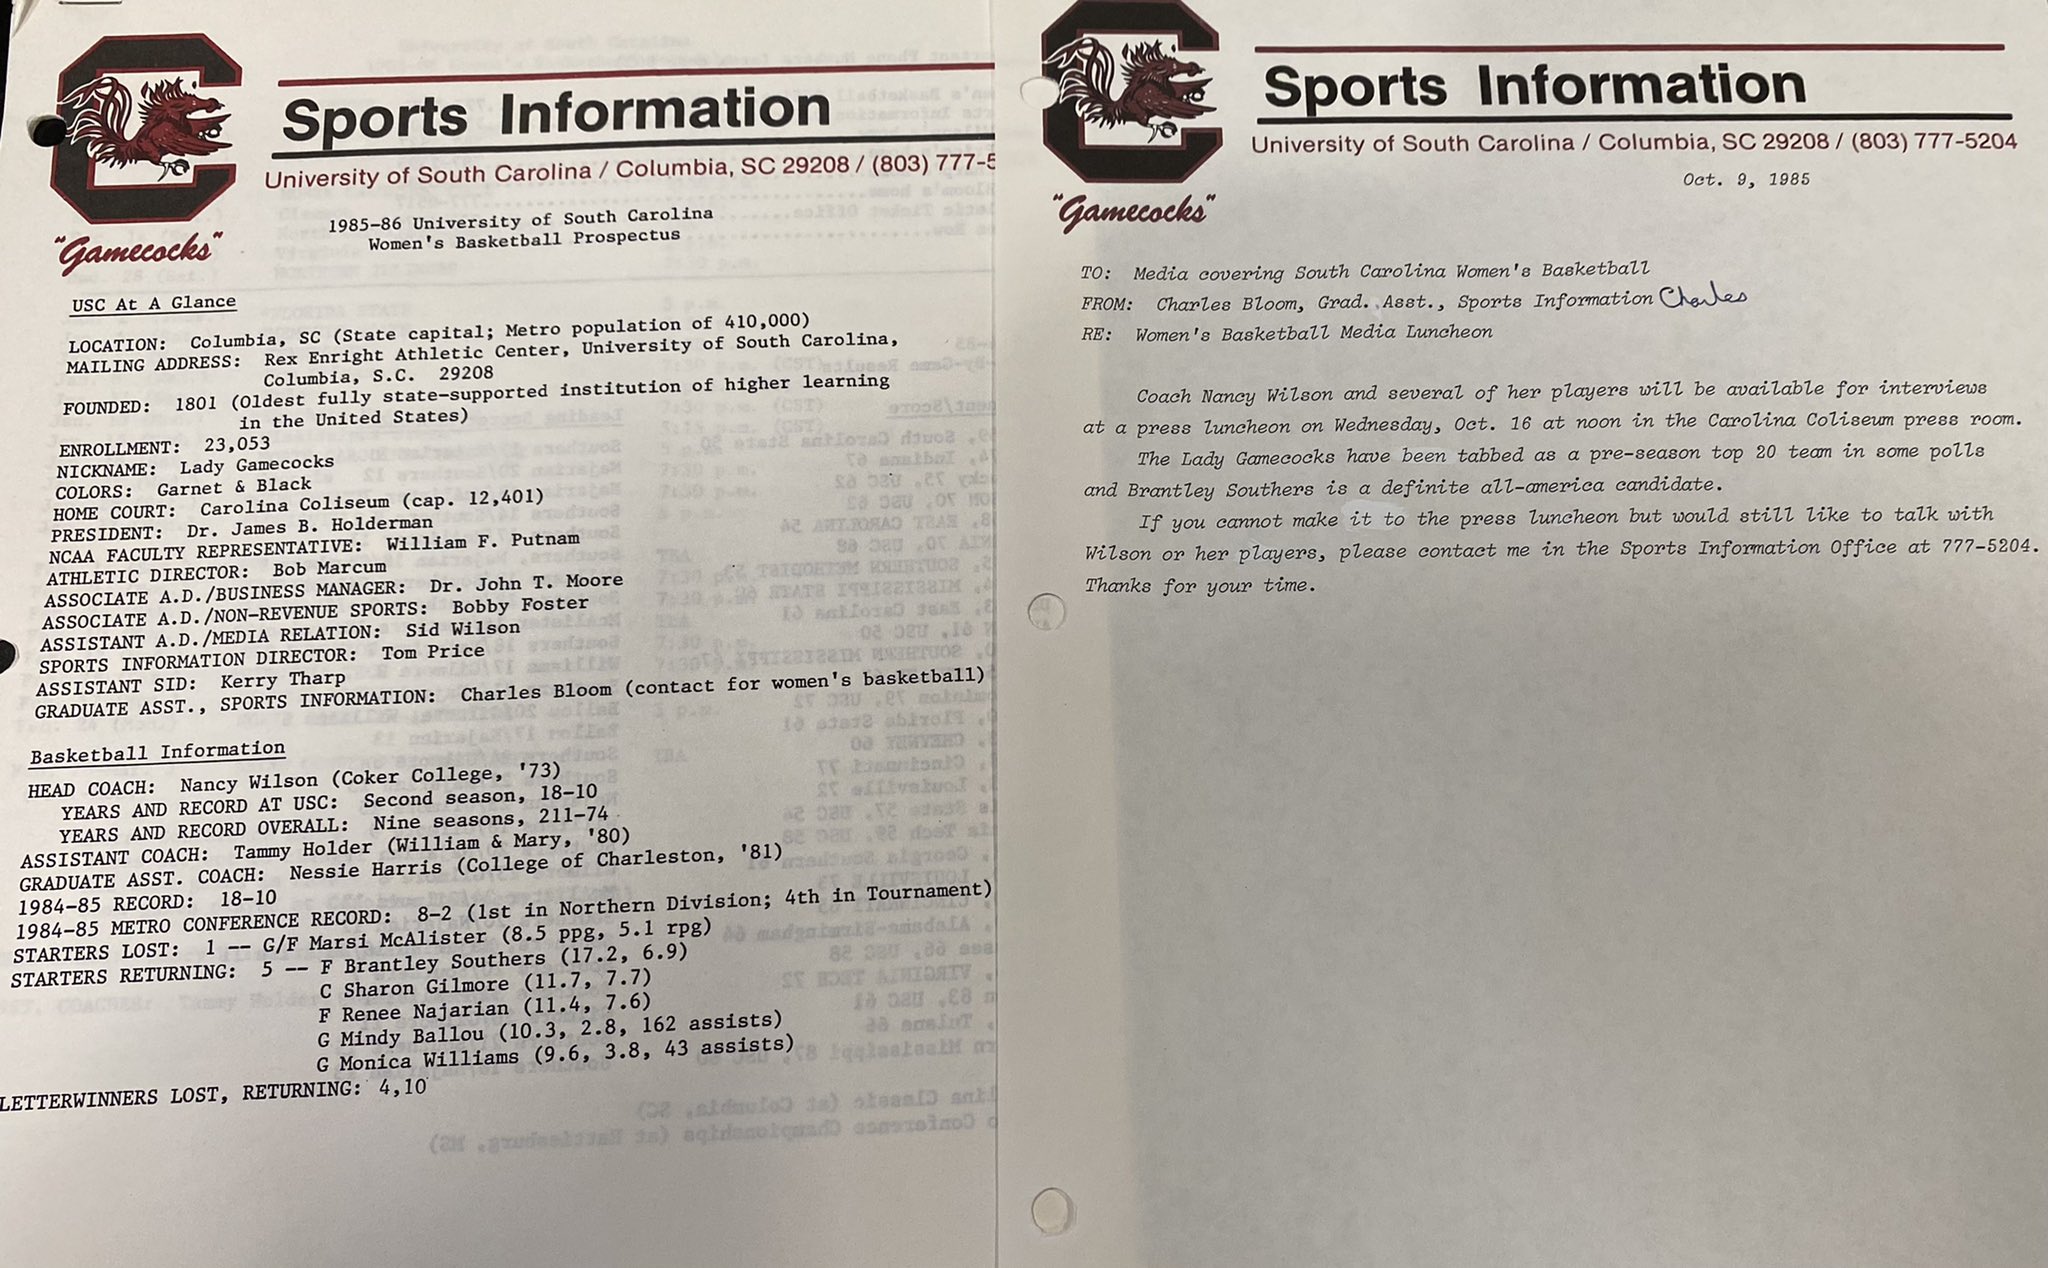 Sports Information
University of South Carolina / Columbia, SC 29208 / (803) 777-5
"Gamecocks"
1985-86 University of South Carolina
Women's Basketball Prospectus
USC At A Glance
LOCATION: Columbia, SC (State capital; Metro population of 410,000)
MAILING ADDRESS: Rex Enright Athletic Center, University of South Carolina,
Columbia, S.C. 29208
FOUNDED: 1801 (Oldest fully state-supported institution of higher learning
in the United States)
ENROLLMENT: 23,053
NICKNAME: Lady Gamecocks
COLORS: Garnet & Black
HOME COURT: Carolina Coliseum (cap. 12,401)
PRESIDENT: Dr. James B. Holderman
NCAA FACULTY REPRESENTATIVE: William F. Putnam
ATHLETIC DIRECTOR: Bob Marcum
ASSOCIATE A.D./BUSINESS MANAGER: Dr. John T. Moore
ASSOCIATE A.D./NON-REVENUE SPORTS: Bobby Foster
ASSISTANT A.D./MEDIA RELATION: Sid Wilson
SPORTS INFORMATION DIRECTOR: Tom Price
ASSISTANT SID: Kerry Tharp
GRADUATE ASST., SPORTS INFORMATION: Charles Bloom (contact for women's basketball)
Basketball Information
HEAD COACH: Nancy Wilson (Coker College, '73)
YEARS AND RECORD AT USC: Second season, 18-10
YEARS AND RECORD OVERALL: Nine seasons, 211-74
ASSISTANT COACH: Tammy Holder (William & Mary, '80)
GRADUATE ASST. COACH: Nessie Harris (College of Charleston, '81)
1984-85 RECORD: 18-10
1984-85 METRO CONFERENCE RECORD: 8-2 (1st in Northern Division; 4th in Tournament)
STARTERS LOST: 1 -- G/F Marsi McAlister (8.5 ppg, 5.1 rpg)
STARTERS RETURNING: 5 -- F Brantley Southers (17.2, 6.9)
C Sharon Gilmore (11.7, 7.7)
F Renee Najarian (11.4, 7.6)
G Mindy Ballou (10.3, 2.8, 162 assists)
G Monica Williams (9.6, 3.8, 43 assists)
LETTERWINNERS LOST, RETURNING: 4,10
Sports Information
University of South Carolina / Columbia, SC 29208 / (803) 777-5204
"Gamecocks"
Oct. 9, 1985
TO: Media covering South Carolina Women's Basketball
FROM: Charles Bloom, Grad. Asst., Sports Information Charles
RE: Women's Basketball Media Luncheon
Coach Nancy Wilson and several of her players will be available for interviews
at a press luncheon on Wednesday, Oct. 16 at noon in the Carolina Coliseum press room.
The Lady Gamecocks have been tabbed as a pre-season top 20 team in some polls
and Brantley Southers is a definite all-america candidate.
If you cannot make it to the press luncheon but would still like to talk with
Wilson or her players, please contact me in the Sports Information Office at 777-5204.
Thanks for your time.